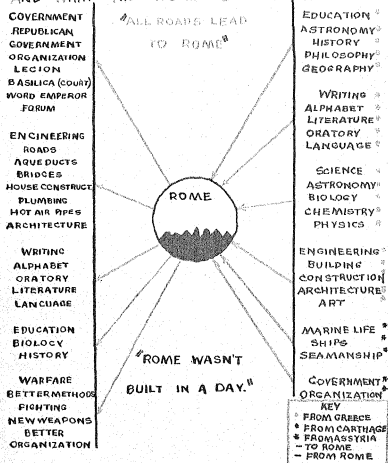 GOVERNMENT
REPUBLICAN
GOVERNMENT
ORGANIZATION
LEGION
BASILICA (COURT)
WORD EMPEROR
FORUM
ENGINEERING
ROADS
AQUEDUCTS
BRIDGES
HOUSE CONSTRUCT.
PLUMBING
HOT AIR PIPES
ARCHITECTURE
WRITING
ALPHABET
ORATORY
LITERATURE
LANGUAGE
EDUCATION
BIOLOGY
HISTORY
WARFARE
BETTER METHODS
FIGHTING
NEW WEAPONS
BETTER
ORGANIZATION
"ALL ROADS LEAD
TO ROME"
ROME
"ROME WASN'T
BUILT IN A DAY."
EDUCATION
ASTRONOMY
HISTORY
PHILOSOPHY
GEOGRAPHY
WRITING
ALPHABET
LITERATURE
ORATORY
LANGUAGE
SCIENCE
ASTRONOMY
BIOLOGY
CHEMISTRY
PHYSICS
ENGINEERING
BUILDING
CONSTRUCTION
ARCHITECTURE
ART
MARINE LIFE
SHIPS
SEAMANSHIP
GOVERNMENT
ORGANIZATION
KEY
FROM GREECE
FROM CARTHAGE
FROM ASSYRIA
– TO ROME
– FROM ROME